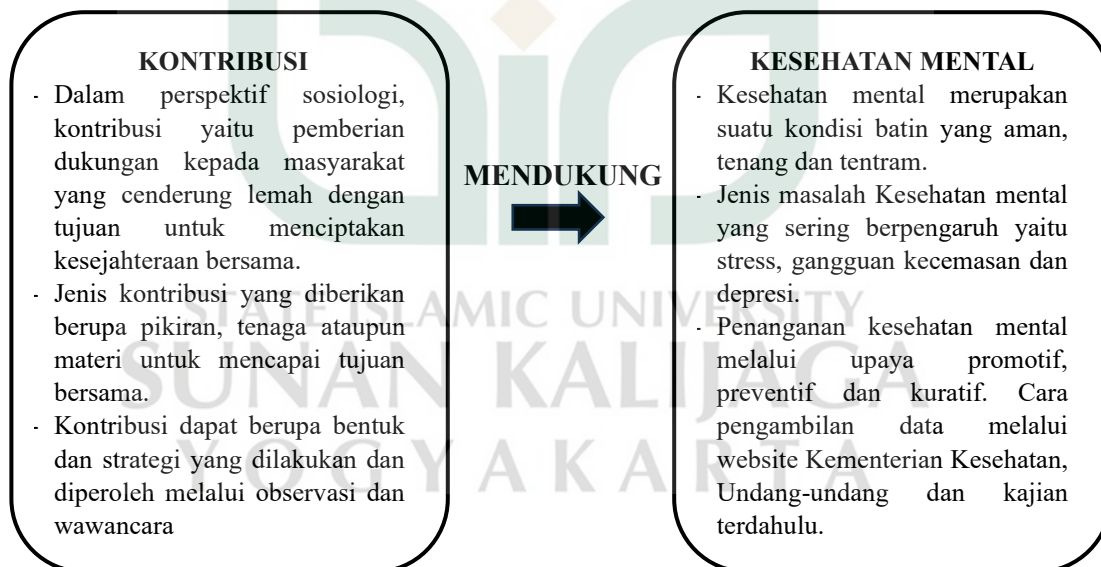 KONTRIBUSI
- Dalam perspektif sosiologi,
kontribusi yaitu pemberian
dukungan kepada masyarakat
yang cenderung lemah dengan
tujuan untuk menciptakan
kesejahteraan bersama.
- Jenis kontribusi yang diberikan
berupa pikiran, tenaga ataupun
materi untuk mencapai tujuan
bersama.
- Kontribusi dapat berupa bentuk
dan strategi yang dilakukan dan
diperoleh melalui observasi dan
wawancara
MENDUKUNG
KESEHATAN MENTAL
- Kesehatan mental merupakan
suatu kondisi batin yang aman,
tenang dan tentram.
- Jenis masalah Kesehatan mental
yang sering berpengaruh yaitu
stress, gangguan kecemasan dan
depresi.
- Penanganan kesehatan mental
melalui upaya promotif,
preventif dan kuratif. Cara
pengambilan data melalui
website Kementerian Kesehatan,
Undang-undang dan kajian
terdahulu.
STATE ISLAMIC UNIVERSITY
SUNAN KALIJAGA
YOGYAKARTA